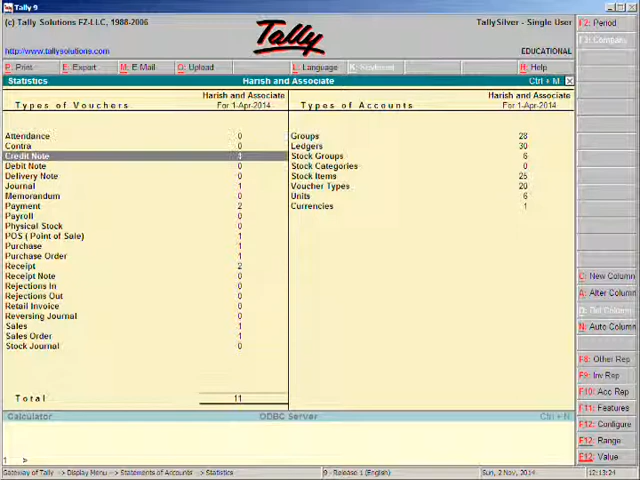 Tally 9
(c) Tally Solutions FZ-LLC, 1988-2006
TallySilver - Single User
http://www.tallysolutions.com
Tally
EDUCATIONAL
P: Print
E: Export
M: E-Mail
O: Upload
L: Language
K: Keyboard
H: Help
Statistics
Harish and Associate
Ctrl + M
Types of Vouchers
Harish and Associate
For 1-Apr-2014
Types of Accounts
Harish and Associate
For 1-Apr-2014
Attendance 0
Contra 0
Credit Note 1
Debit Note 0
Delivery Note 0
Journal 1
Memorandum 0
Payment 2
Payroll 0
Physical Stock 0
POS ( Point of Sale) 1
Purchase 1
Purchase Order 1
Receipt 2
Receipt Note 0
Rejections In 0
Rejections Out 0
Retail Invoice 0
Reversing Journal 0
Sales 1
Sales Order 1
Stock Journal 0
Total 11
Groups 28
Ledgers 30
Stock Groups 6
Stock Categories 0
Stock Items 25
Voucher Types 20
Units 6
Currencies 1
F2: Period
F3: Company
C: New Column
A: Alter Column
D: Del Column
N: Auto Column
F8: Other Rep
F9: Inv Rep
F10: Acc Rep
F11: Features
F12: Configure
F12: Range
F12: Value
Calculator
ODBC Server
Ctrl + N
1 >
Gateway of Tally --> Display Menu --> Statements of Accounts --> Statistics
9 - Release 1 (English)
Sun, 2 Nov, 2014
12:13:24